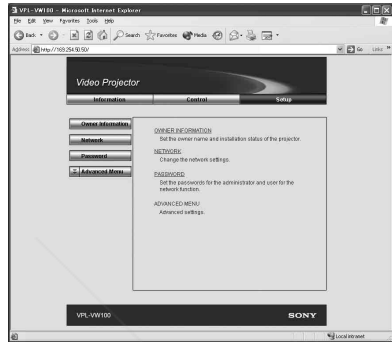 VPL-VW100 - Microsoft Internet Explorer
File Edit View Favorites Tools Help
Back Search Favorites Media
Address http://169.254.50.50/ Go Links
Video Projector
Information Control Setup
Owner Information
Network
Password
Advanced Menu
OWNER INFORMATION
Set the owner name and installation status of the projector.
NETWORK
Change the network settings.
PASSWORD
Set the passwords for the administrator and user for the
network function.
ADVANCED MENU
Advanced settings.
VPL-VW100 SONY
Local intranet